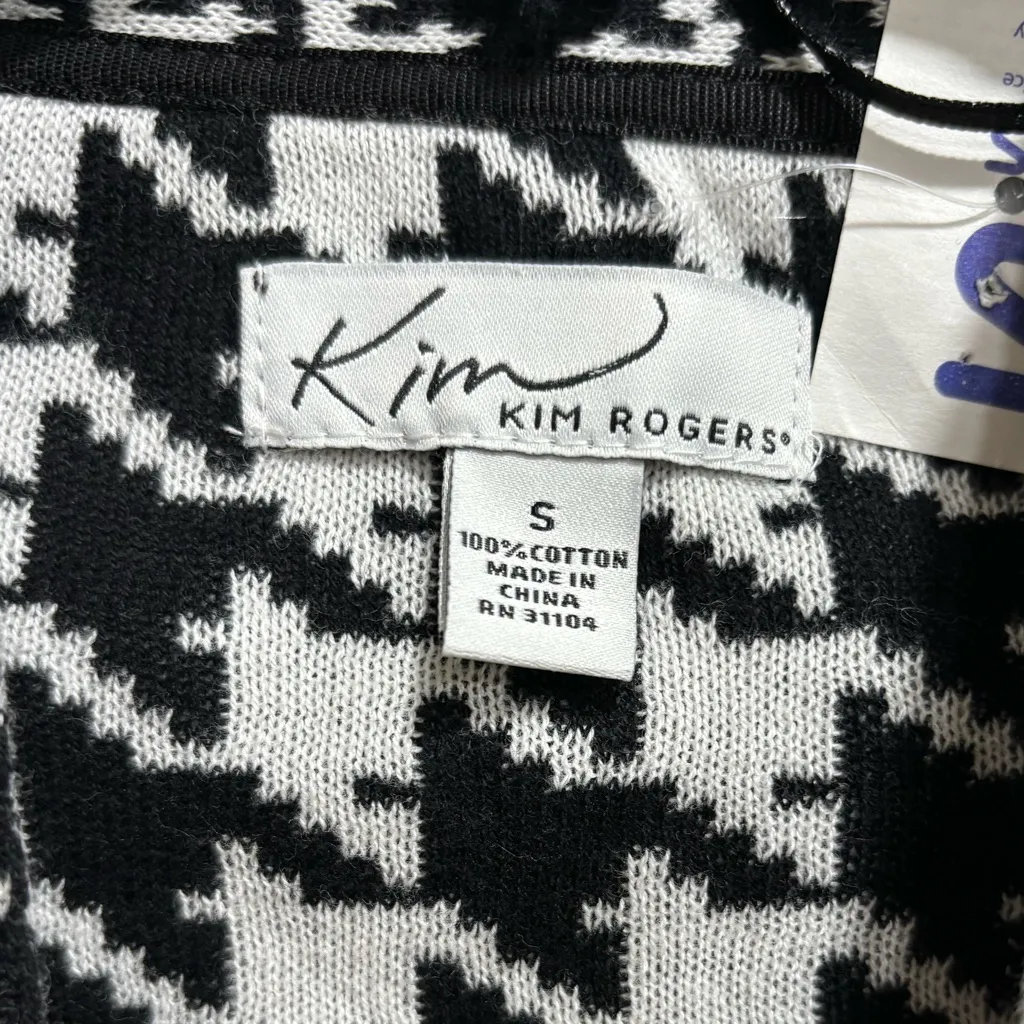 Kim
KIM ROGERS®
S
100% COTTON
MADE IN
CHINA
RN 31104